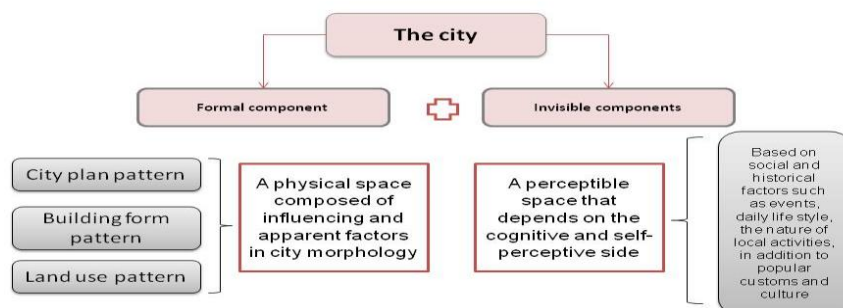 The city
Formal component
Invisible components
City plan pattern
Building form
pattern
Land use pattern
A physical space
composed of
influencing and
apparent factors
in city morphology
A perceptible
space that
depends on the
cognitive and self-
perceptive side
Based on
social and
historical
factors such
as events,
daily life style,
the nature of
local activities,
in addition to
popular
customs and
culture